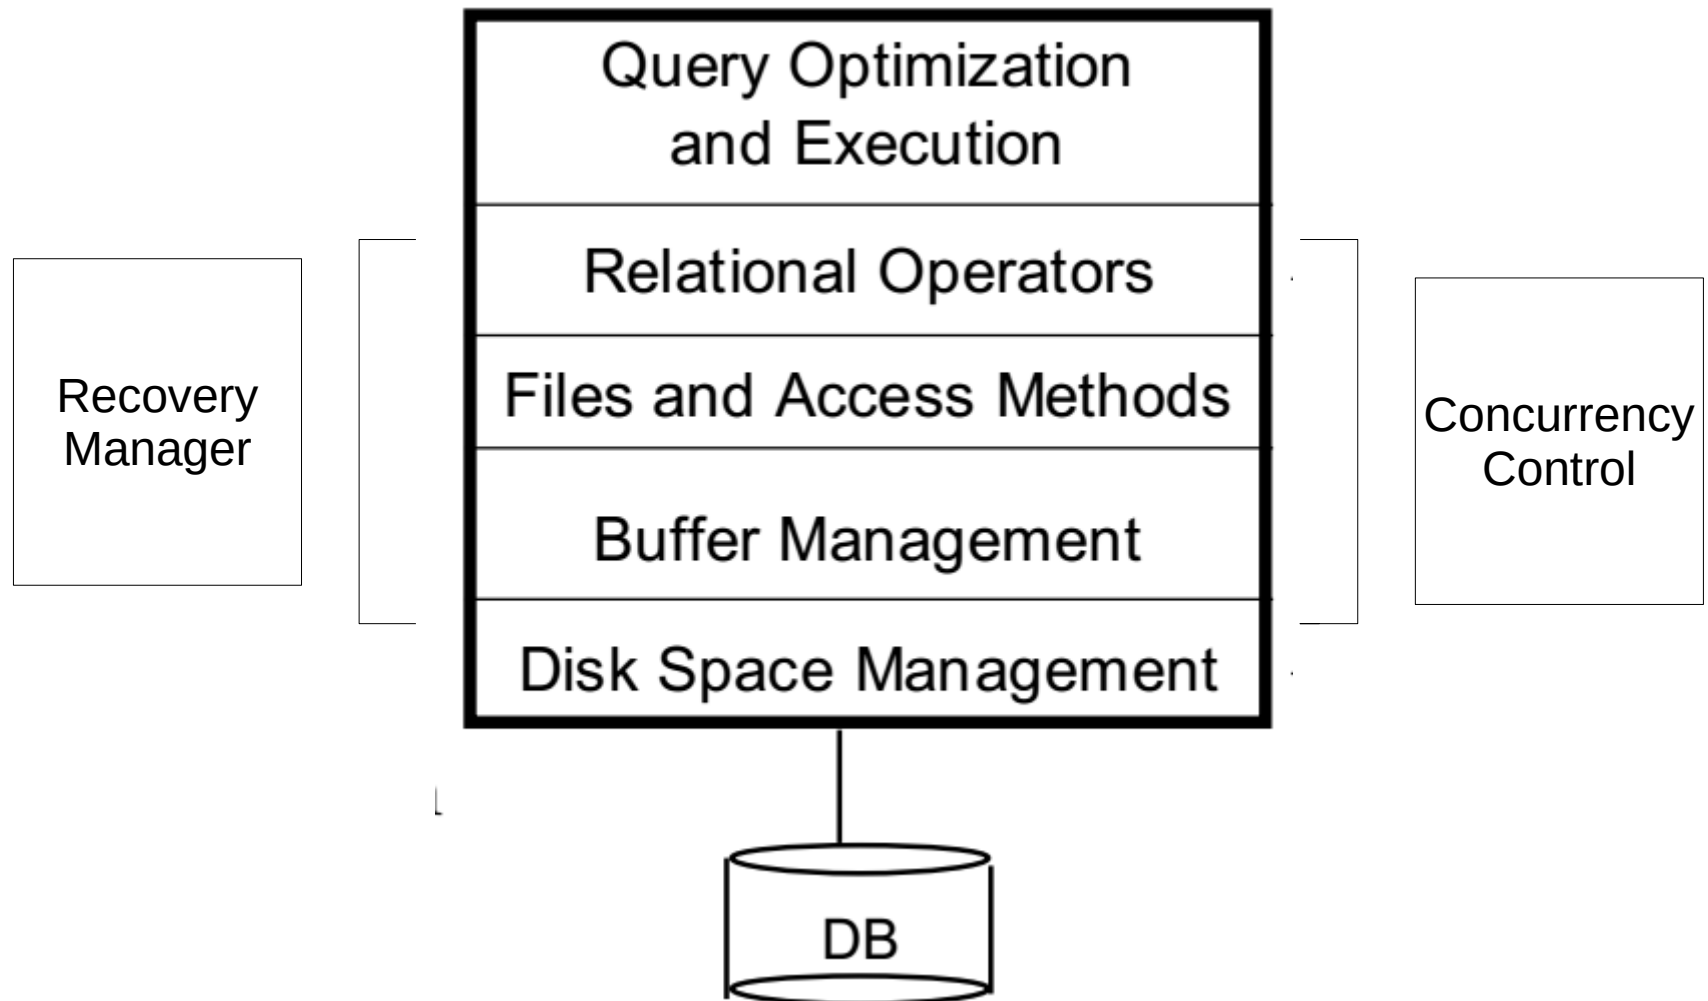 Query Optimization
and Execution
Relational Operators
Files and Access Methods
Buffer Management
Disk Space Management
Recovery
Manager
Concurrency
Control
DB